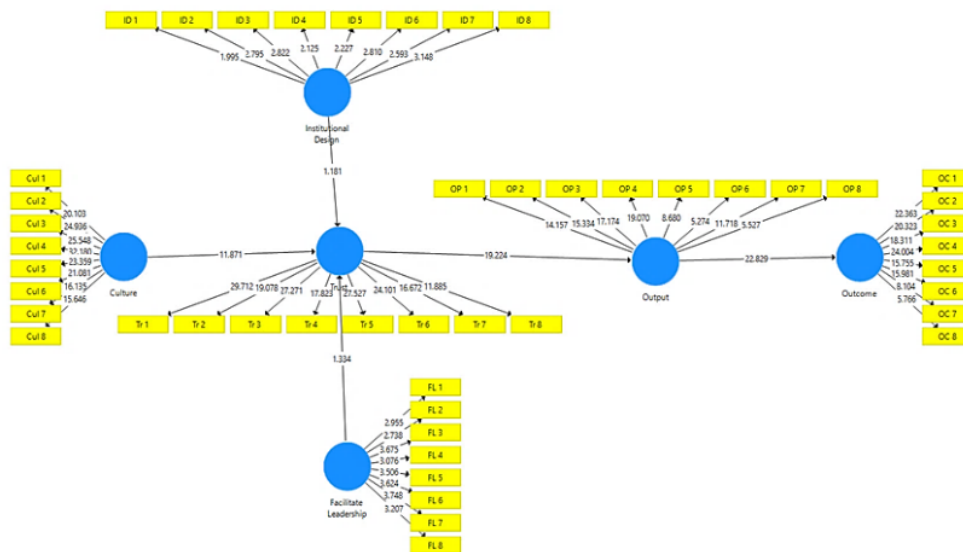 ID 1
ID 2
ID 3
ID 4
ID 5
ID 6
ID 7
ID 8
1.995
2.795
2.822
2.125
2.227
2.810
2.593
3.148
Institutional
Design
1.181
Cul 1
Cul 2
Cul 3
Cul 4
Cul 5
Cul 6
Cul 7
Cul 8
20.103
24.936
25.548
32.180
23.359
21.081
16.135
15.646
Culture
11.871
Trust
29.712
19.078
27.271
17.823
27.527
24.101
16.672
11.885
Tr 1
Tr 2
Tr 3
Tr 4
Tr 5
Tr 6
Tr 7
Tr 8
19.224
OP 1
OP 2
OP 3
OP 4
OP 5
OP 6
OP 7
OP 8
14.157
15.334
17.174
19.070
8.680
5.274
11.718
5.527
Output
22.829
OC 1
OC 2
OC 3
OC 4
OC 5
OC 6
OC 7
OC 8
22.363
20.323
18.311
24.004
15.755
15.981
8.104
5.766
Outcome
1.334
FL 1
FL 2
FL 3
FL 4
FL 5
FL 6
FL 7
FL 8
2.955
2.738
3.675
3.076
3.506
3.624
3.748
3.207
Facilitate
Leadership